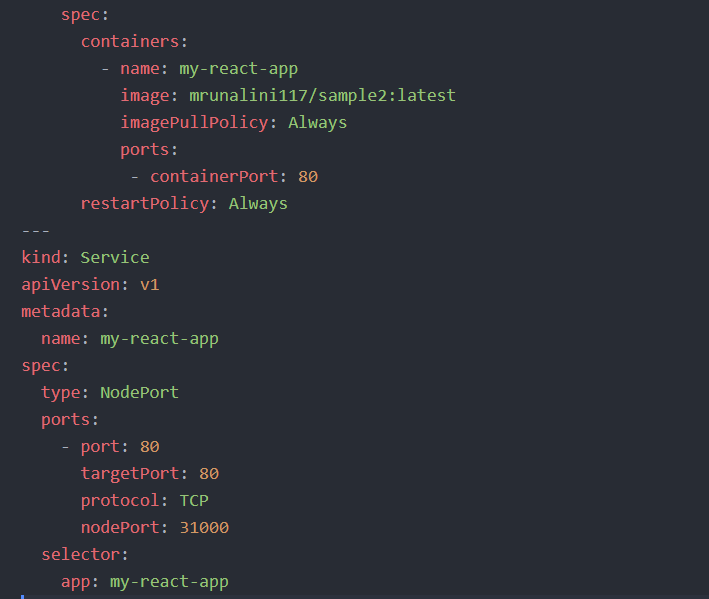 spec:
      containers:
        - name: my-react-app
          image: mrunalini117/sample2:latest
          imagePullPolicy: Always
          ports:
           - containerPort: 80
      restartPolicy: Always
---
kind: Service
apiVersion: v1
metadata:
  name: my-react-app
spec:
  type: NodePort
  ports:
    - port: 80
      targetPort: 80
      protocol: TCP
      nodePort: 31000
  selector:
    app: my-react-app